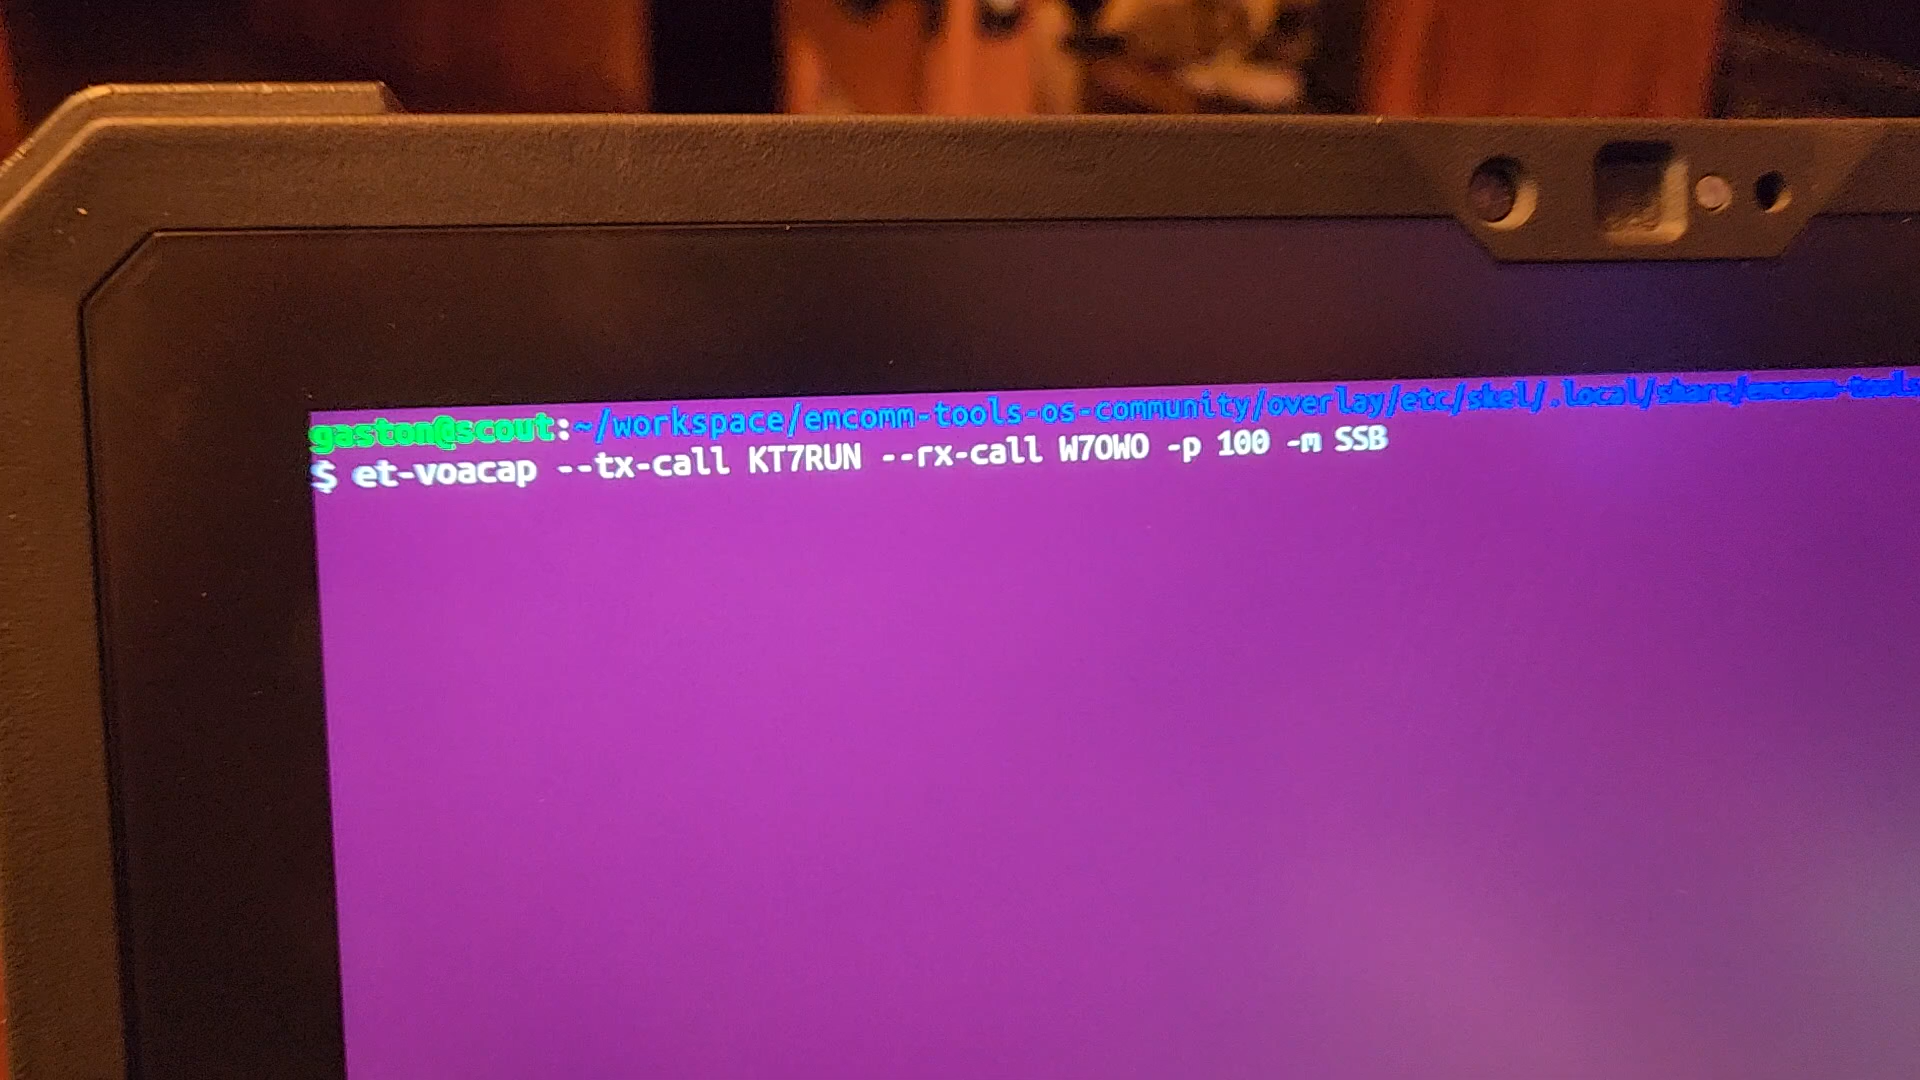 gaston@scout:~/workspace/emcomm-tools-os-community/overlay/etc/skel/.local/share/emcomm-tools
$ et-voacap --tx-call KT7RUN --rx-call W7OWO -p 100 -m SSB